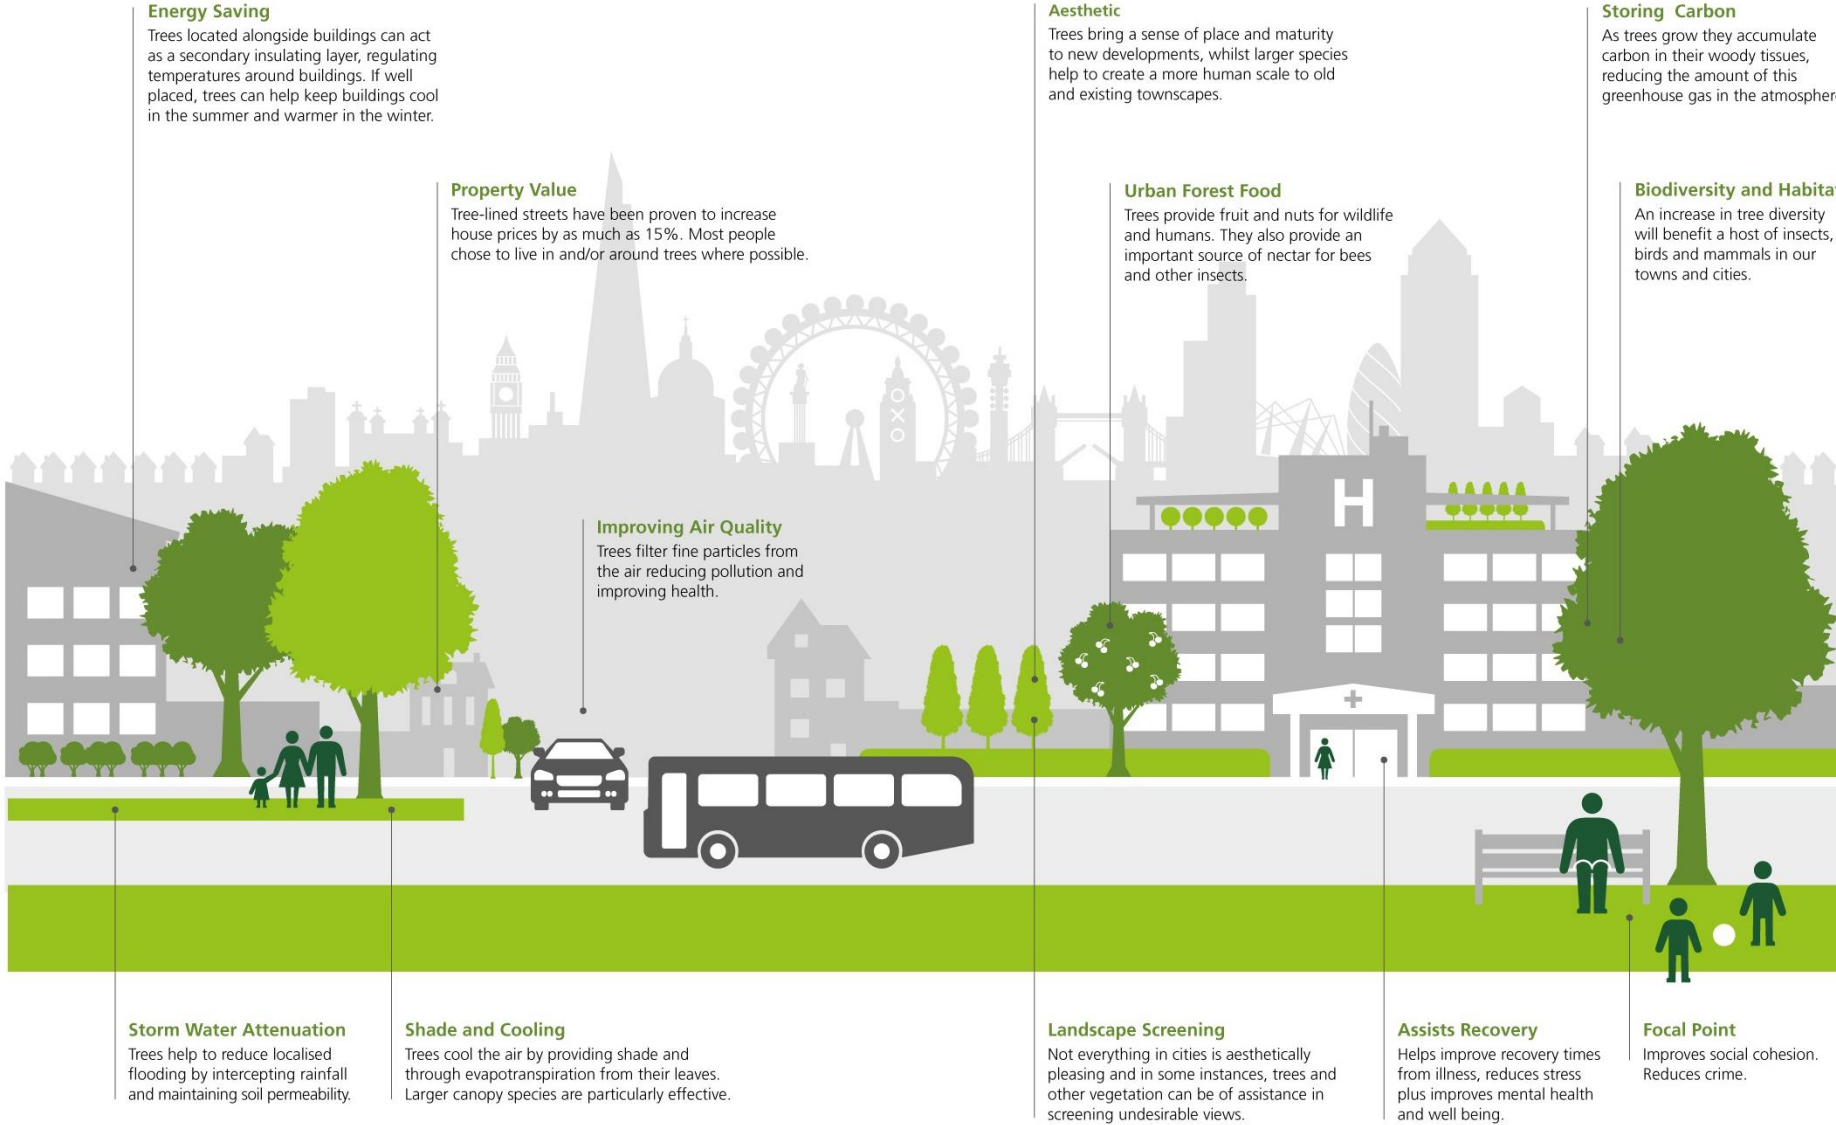 Energy Saving
Trees located alongside buildings can act
as a secondary insulating layer, regulating
temperatures around buildings. If well
placed, trees can help keep buildings cool
in the summer and warmer in the winter.
Aesthetic
Trees bring a sense of place and maturity
to new developments, whilst larger species
help to create a more human scale to old
and existing townscapes.
Storing Carbon
As trees grow they accumulate
carbon in their woody tissues,
reducing the amount of this
greenhouse gas in the atmospher
Property Value
Tree-lined streets have been proven to increase
house prices by as much as 15%. Most people
chose to live in and/or around trees where possible.
Urban Forest Food
Trees provide fruit and nuts for wildlife
and humans. They also provide an
important source of nectar for bees
and other insects.
Biodiversity and Habita
An increase in tree diversity
will benefit a host of insects,
birds and mammals in our
towns and cities.
OXO
H
Improving Air Quality
Trees filter fine particles from
the air reducing pollution and
improving health.
Storm Water Attenuation
Trees help to reduce localised
flooding by intercepting rainfall
and maintaining soil permeability.
Shade and Cooling
Trees cool the air by providing shade and
through evapotranspiration from their leaves.
Larger canopy species are particularly effective.
Landscape Screening
Not everything in cities is aesthetically
pleasing and in some instances, trees and
other vegetation can be of assistance in
screening undesirable views.
Assists Recovery
Helps improve recovery times
from illness, reduces stress
plus improves mental health
and well being.
Focal Point
Improves social cohesion.
Reduces crime.